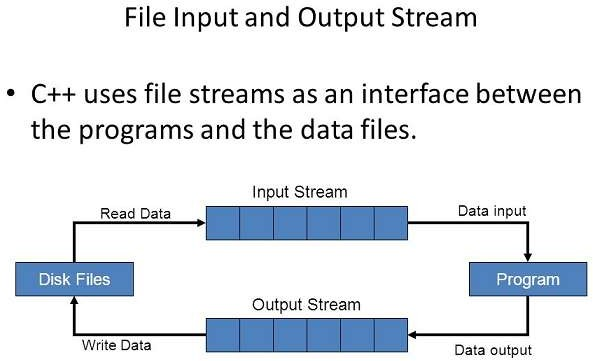 File Input and Output Stream
• C++ uses file streams as an interface between
the programs and the data files.
Input Stream
Read Data
Data input
Disk Files
Program
Output Stream
Write Data
Data output